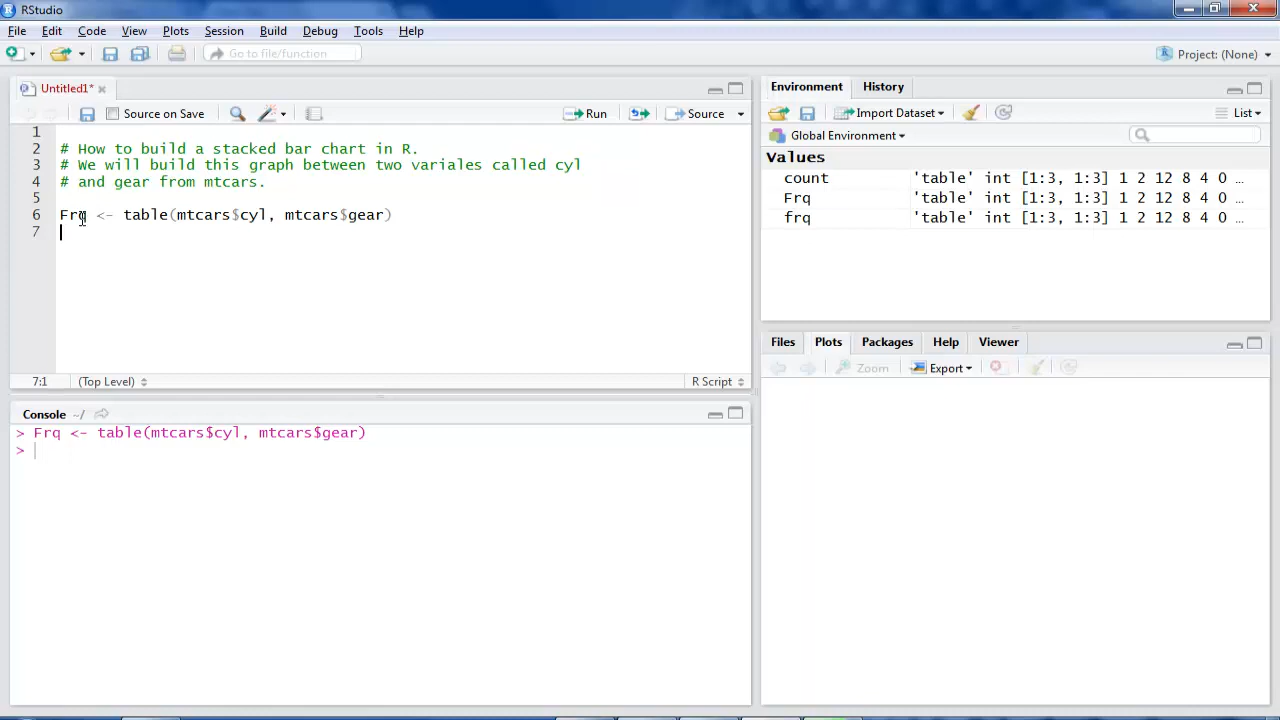 RStudio
File Edit Code View Plots Session Build Debug Tools Help
Go to file/function Project: (None)
Untitled1*
Source on Save Run Source
1
2 # How to build a stacked bar chart in R.
3 # We will build this graph between two variales called cyl
4 # and gear from mtcars.
5
6 Frq <- table(mtcars$cyl, mtcars$gear)
7
7:1 (Top Level) R Script
Console ~/
> Frq <- table(mtcars$cyl, mtcars$gear)
>
Environment History
Import Dataset List
Global Environment
Values
count 'table' int [1:3, 1:3] 1 2 12 8 4 0 ...
Frq 'table' int [1:3, 1:3] 1 2 12 8 4 0 ...
frq 'table' int [1:3, 1:3] 1 2 12 8 4 0 ...
Files Plots Packages Help Viewer
Zoom Export